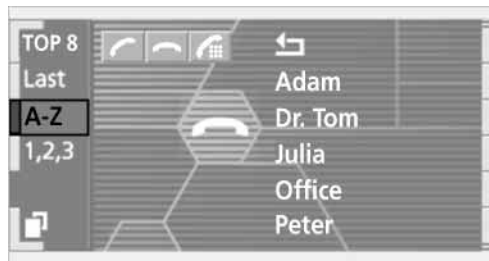 TOP 8
Last
A-Z
1,2,3
Adam
Dr. Tom
Julia
Office
Peter